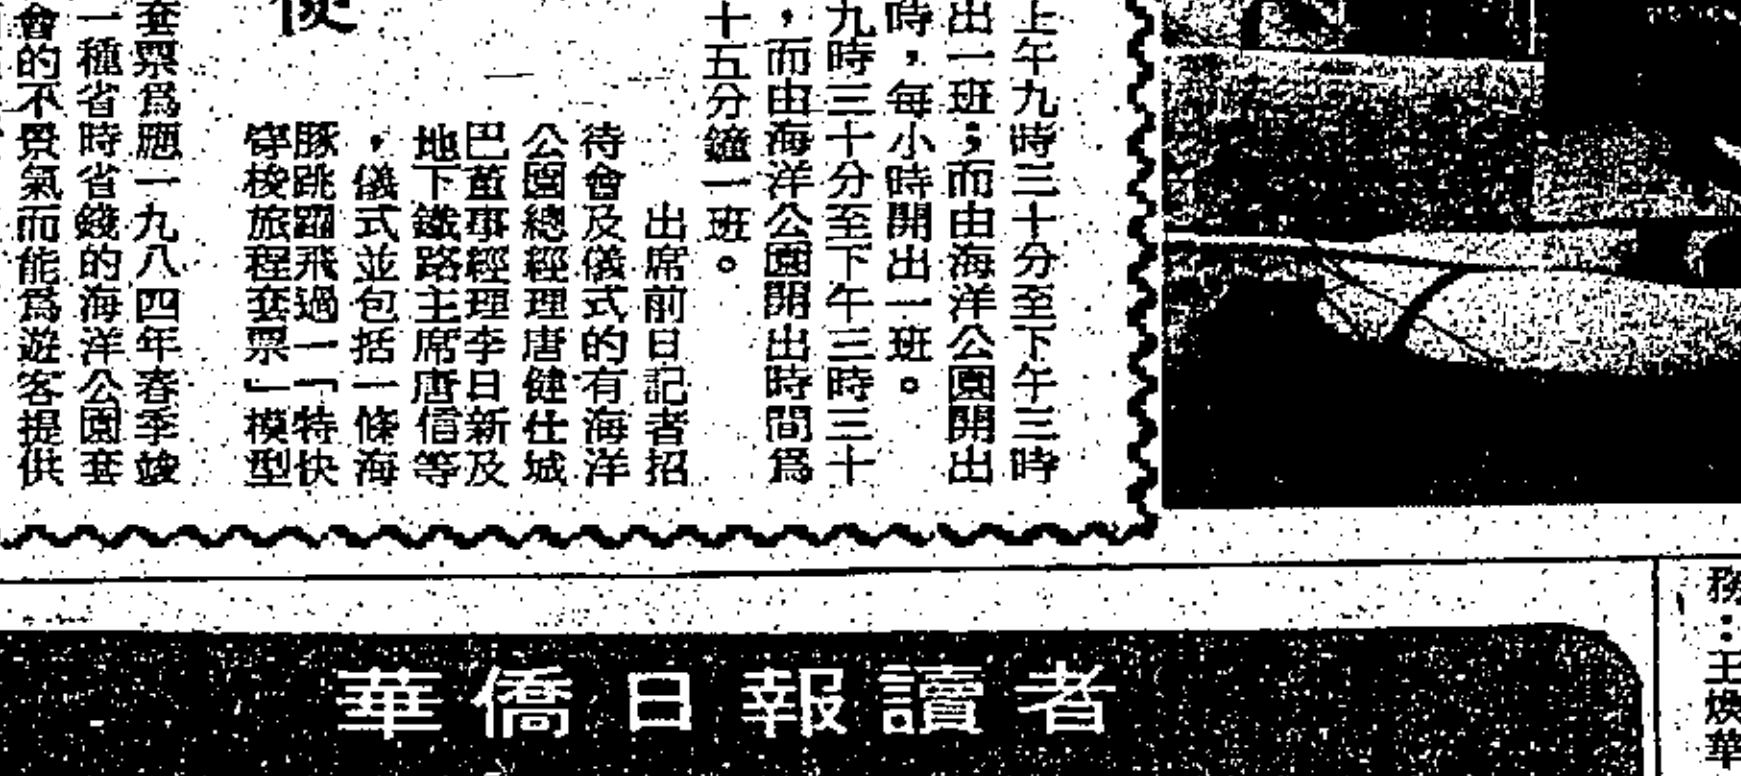 上午九時三十分至下午三時
出一班；而由海洋公園開出
時，每小時開出一班。
九時三十分至下午三時三十
，而由海洋公園開出時間爲
十五分鐘一班。
出席前日記者招
待會及儀式的有海洋
公園總經理唐健仕城
巴董事經理李日新及
地下鐵路主席唐信等
，儀式並包括一條海
豚跳躍飛過一「特快
穿梭旅程套票」模型
套票爲應一九八四年春季竣
一種省時省錢的海洋公園套
會的不景氣而能爲遊客提供
華僑日報讀者
務：王煥華